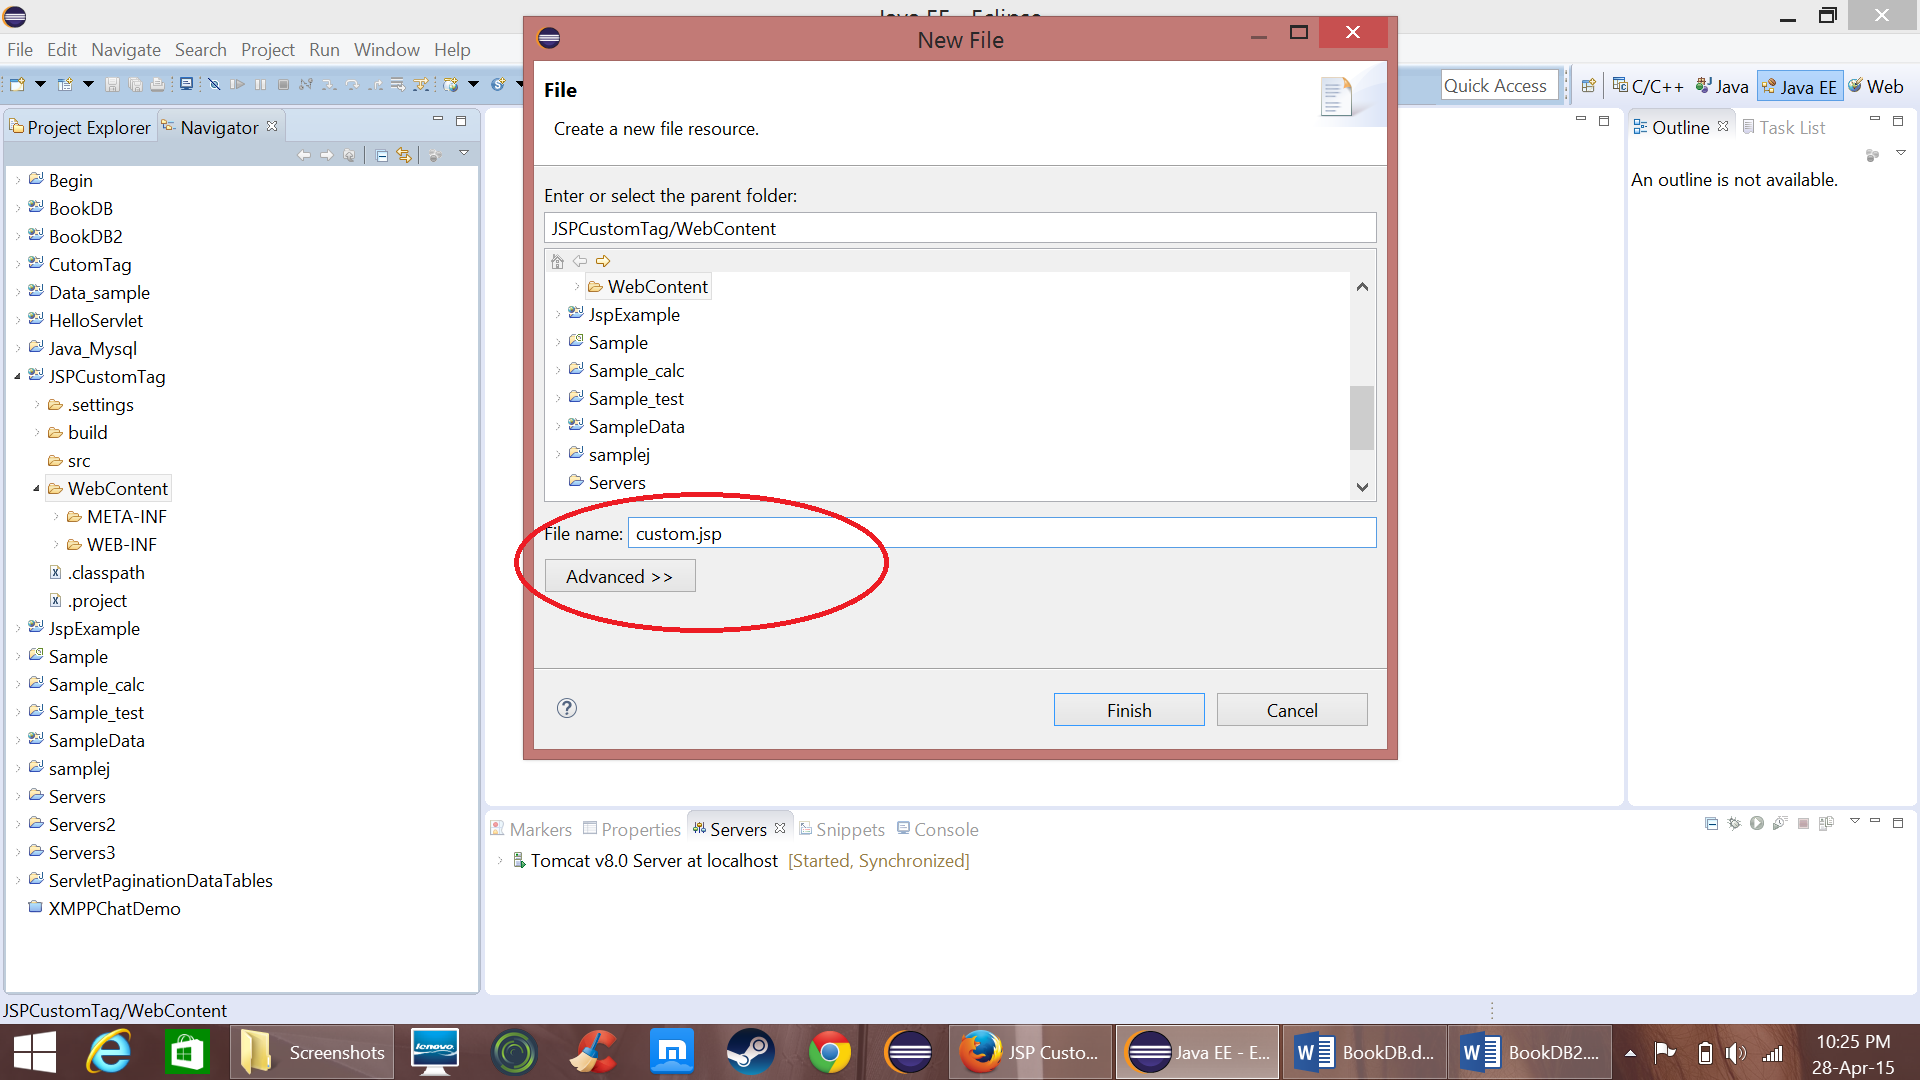 Java EE - Eclipse
File Edit Navigate Search Project Run Window Help
Quick Access
C/C++ Java Java EE Web
Project Explorer Navigator
Begin
BookDB
BookDB2
CutomTag
Data_sample
HelloServlet
Java_Mysql
JSPCustomTag
.settings
build
src
WebContent
META-INF
WEB-INF
.classpath
.project
JspExample
Sample
Sample_calc
Sample_test
SampleData
samplej
Servers
Servers2
Servers3
ServletPaginationDataTables
XMPPChatDemo
New File
File
Create a new file resource.
Enter or select the parent folder:
JSPCustomTag/WebContent
WebContent
JspExample
Sample
Sample_calc
Sample_test
SampleData
samplej
Servers
File name: custom.jsp
Advanced >>
Finish Cancel
Outline Task List
An outline is not available.
Markers Properties Servers Snippets Console
Tomcat v8.0 Server at localhost [Started, Synchronized]
JSPCustomTag/WebContent
Screenshots
lenovo
JSP Custo...
Java EE - E...
BookDB.d...
BookDB2....
10:25 PM
28-Apr-15